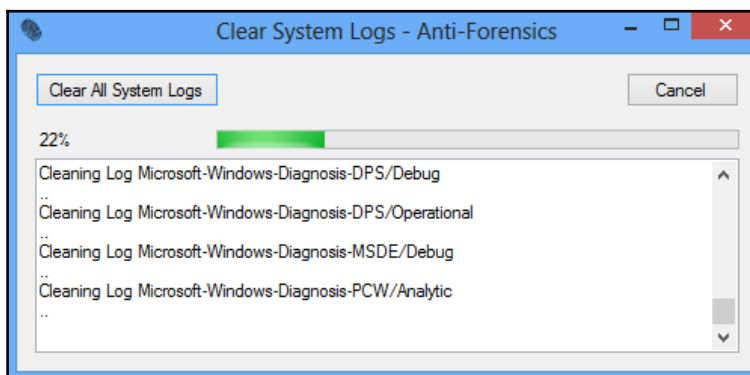 Clear System Logs - Anti-Forensics
Clear All System Logs
Cancel
22%
Cleaning Log Microsoft-Windows-Diagnosis-DPS/Debug
..
Cleaning Log Microsoft-Windows-Diagnosis-DPS/Operational
..
Cleaning Log Microsoft-Windows-Diagnosis-MSDE/Debug
..
Cleaning Log Microsoft-Windows-Diagnosis-PCW/Analytic
..